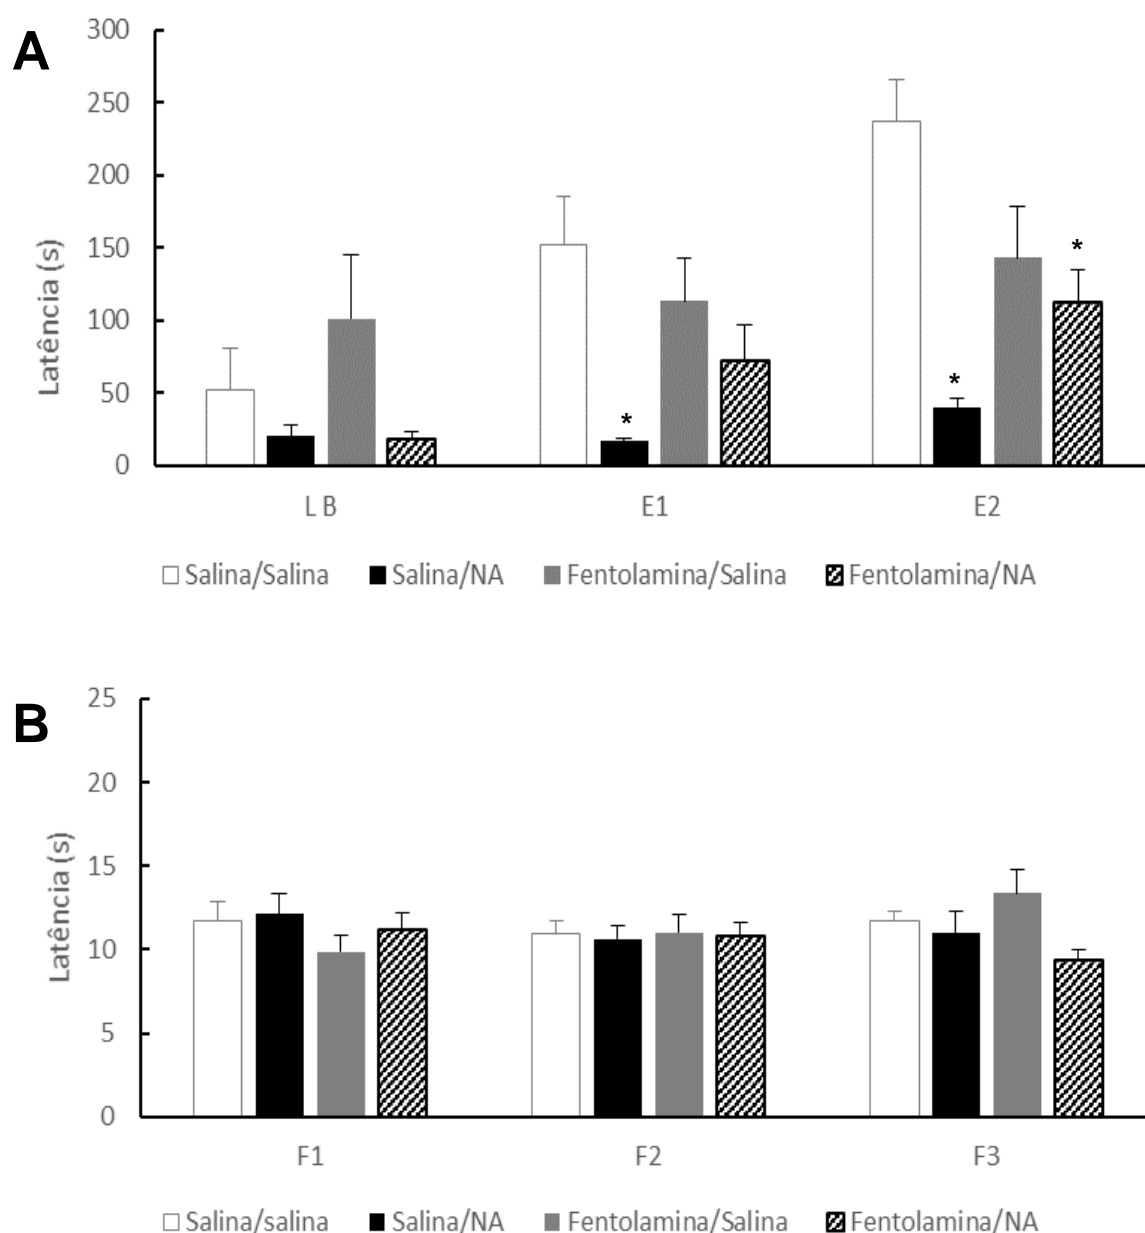 A
300
250
200
150
100
50
0
Latência (s)
*
*
*
L B E1 E2
Salina/Salina Salina/NA Fentolamina/Salina Fentolamina/NA
B
25
20
15
10
5
0
Latência (s)
F1 F2 F3
Salina/salina Salina/NA Fentolamina/Salina Fentolamina/NA